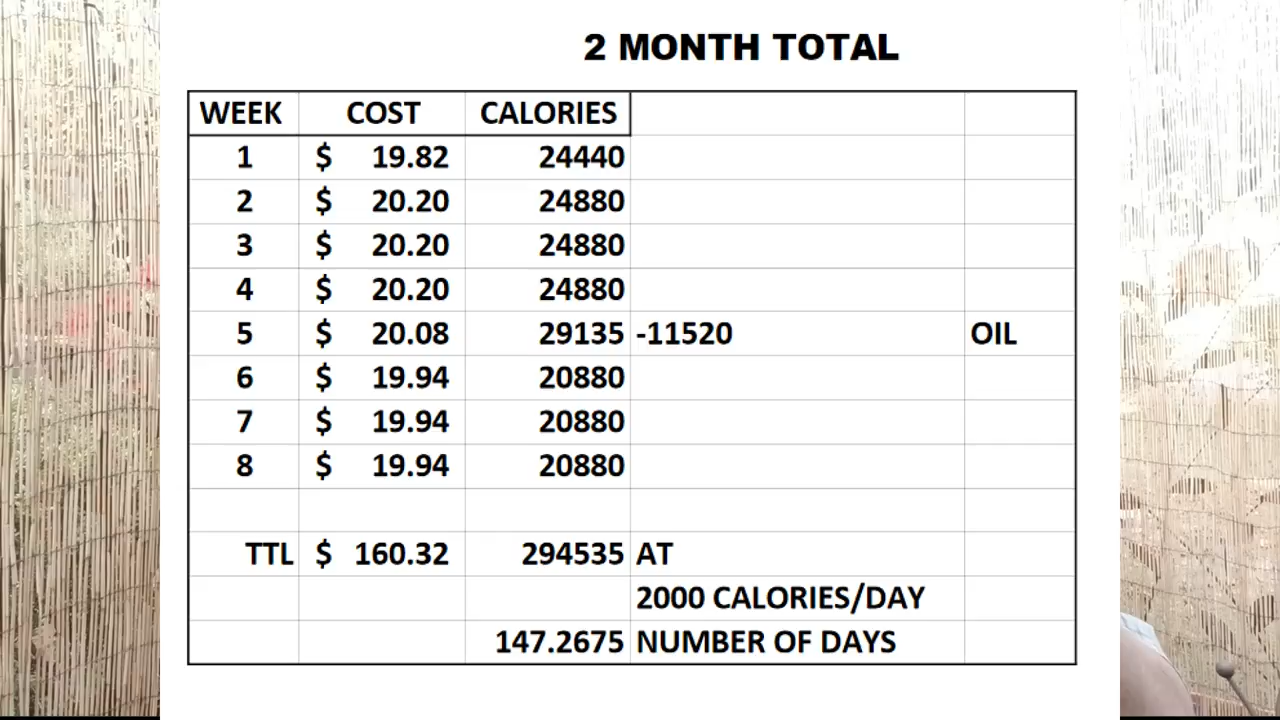 2 MONTH TOTAL
WEEK COST CALORIES
1 $ 19.82 24440
2 $ 20.20 24880
3 $ 20.20 24880
4 $ 20.20 24880
5 $ 20.08 29135 -11520 OIL
6 $ 19.94 20880
7 $ 19.94 20880
8 $ 19.94 20880
TTL $ 160.32 294535 AT
2000 CALORIES/DAY
147.2675 NUMBER OF DAYS